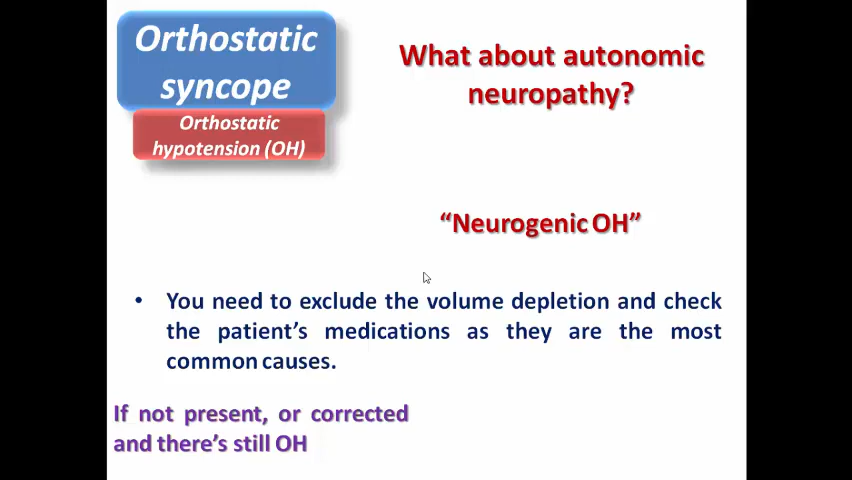 Orthostatic
syncope
Orthostatic
hypotension (OH)
What about autonomic
neuropathy?
“Neurogenic OH”
• You need to exclude the volume depletion and check
the patient’s medications as they are the most
common causes.
If not present, or corrected
and there’s still OH